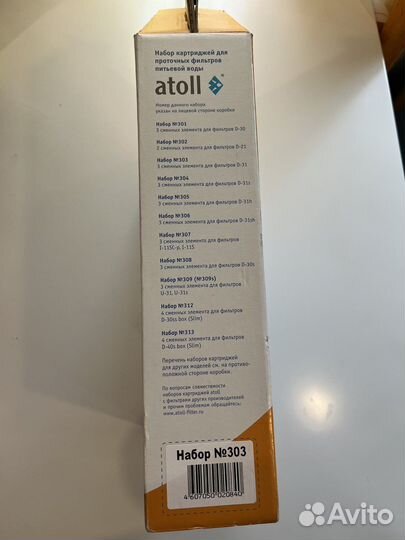 Набор картриджей для
проточных фильтров
питьевой воды
atoll
Номер данного набора
указан на лицевой стороне коробки
Набор №301
3 сменных элемента для фильтров D-30
Набор №302
2 сменных элемента для фильтров D-21
Набор №303
3 сменных элемента для фильтров D-31
Набор №304
3 сменных элемента для фильтров D-31s
Набор №305
3 сменных элемента для фильтров D-31h
Набор №306
3 сменных элемента для фильтров D-31sh
Набор №307
3 сменных элемента для фильтров
I-11SC-p, I-11S
Набор №308
3 сменных элемента для фильтров D-30s
Набор №309 (№309s)
3 сменных элемента для фильтров
U-31, U-31s
Набор №312
4 сменных элемента для фильтров
D-30ss box (Slim)
Набор №313
4 сменных элемента для фильтров
D-40s box (Slim)
Перечень наборов картриджей
для других моделей см. на противо-
положной стороне коробки.
По вопросам совместимости
наборов картриджей atoll
с фильтрами других производителей
и прочим проблемам обращайтесь:
www.atoll-filter.ru
Набор №303
4 607050 020840
Avito